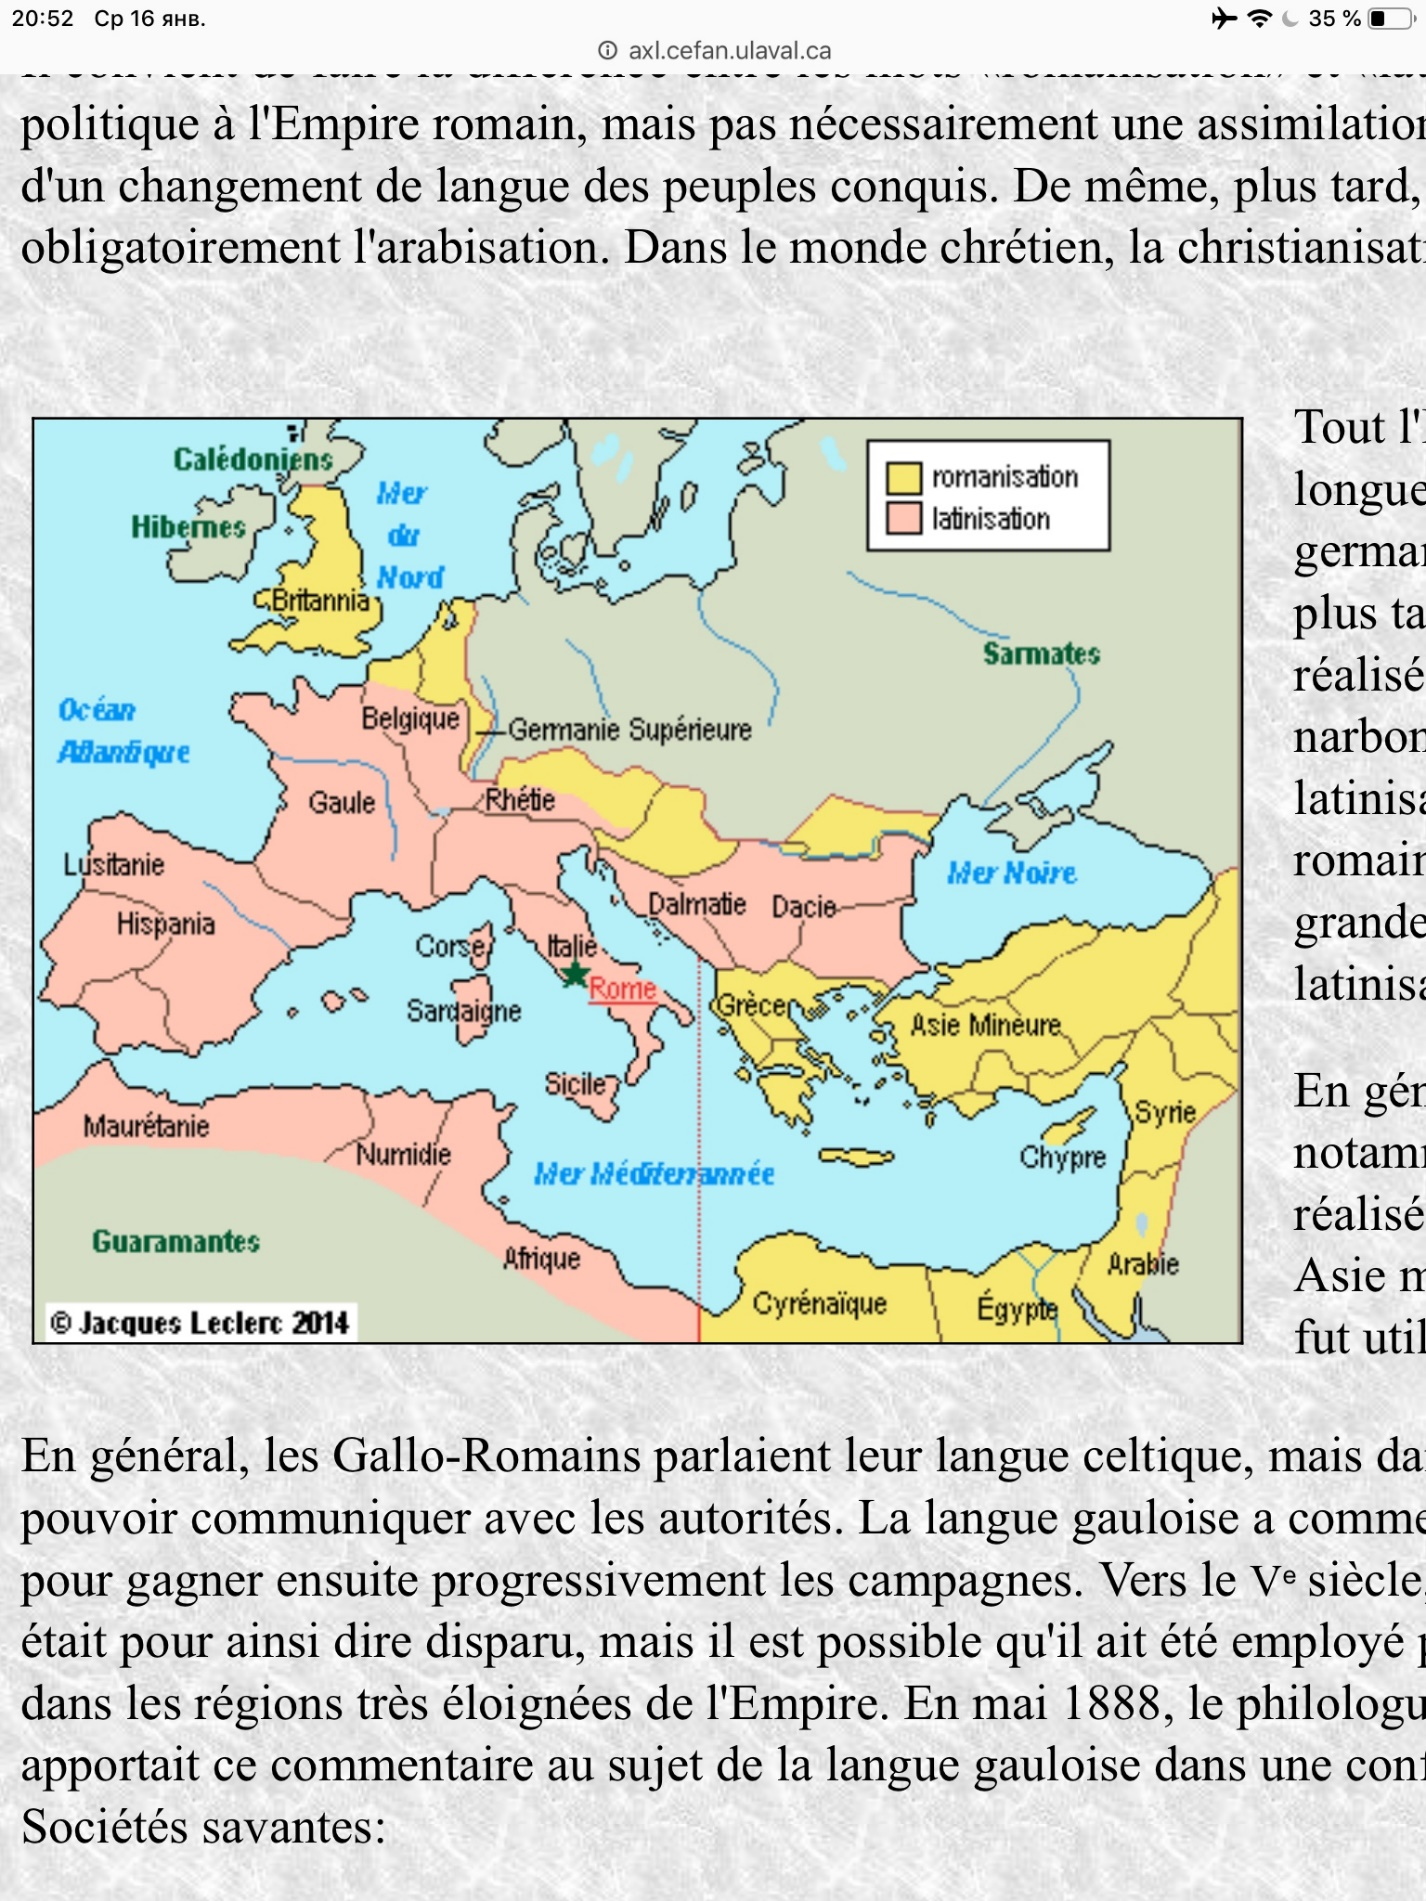 20:52 Ср 16 янв.
35 %
axl.cefan.ulaval.ca
politique à l'Empire romain, mais pas nécessairement une assimilation
d'un changement de langue des peuples conquis. De même, plus tard,
obligatoirement l'arabisation. Dans le monde chrétien, la christianisati
Calédoniens
Hibernes
Mer
du
Nord
romanisation
latinisation
Britannia
Sarmates
Océan
Atlantique
Belgique
Germanie Supérieure
Gaule
Rhétie
Lusitanie
Hispania
Mer Noire
Dalmatie
Dacie
Corse
Italie
Rome
Sardaigne
Grèce
Asie Mineure
Sicile
Maurétanie
Numidie
Syrie
Chypre
Mer Méditerrannée
Guaramantes
Afrique
Arabie
Cyrénaïque
Égypte
© Jacques Leclerc 2014
Tout l'
longue
germa
plus ta
réalisé
narbon
latinisa
romain
grande
latinisa
En gén
notam
réalisé
Asie m
fut util
En général, les Gallo-Romains parlaient leur langue celtique, mais da
pouvoir communiquer avec les autorités. La langue gauloise a comme
pour gagner ensuite progressivement les campagnes. Vers le Ve siècle,
était pour ainsi dire disparu, mais il est possible qu'il ait été employé p
dans les régions très éloignées de l'Empire. En mai 1888, le philologu
apportait ce commentaire au sujet de la langue gauloise dans une conf
Sociétés savantes: